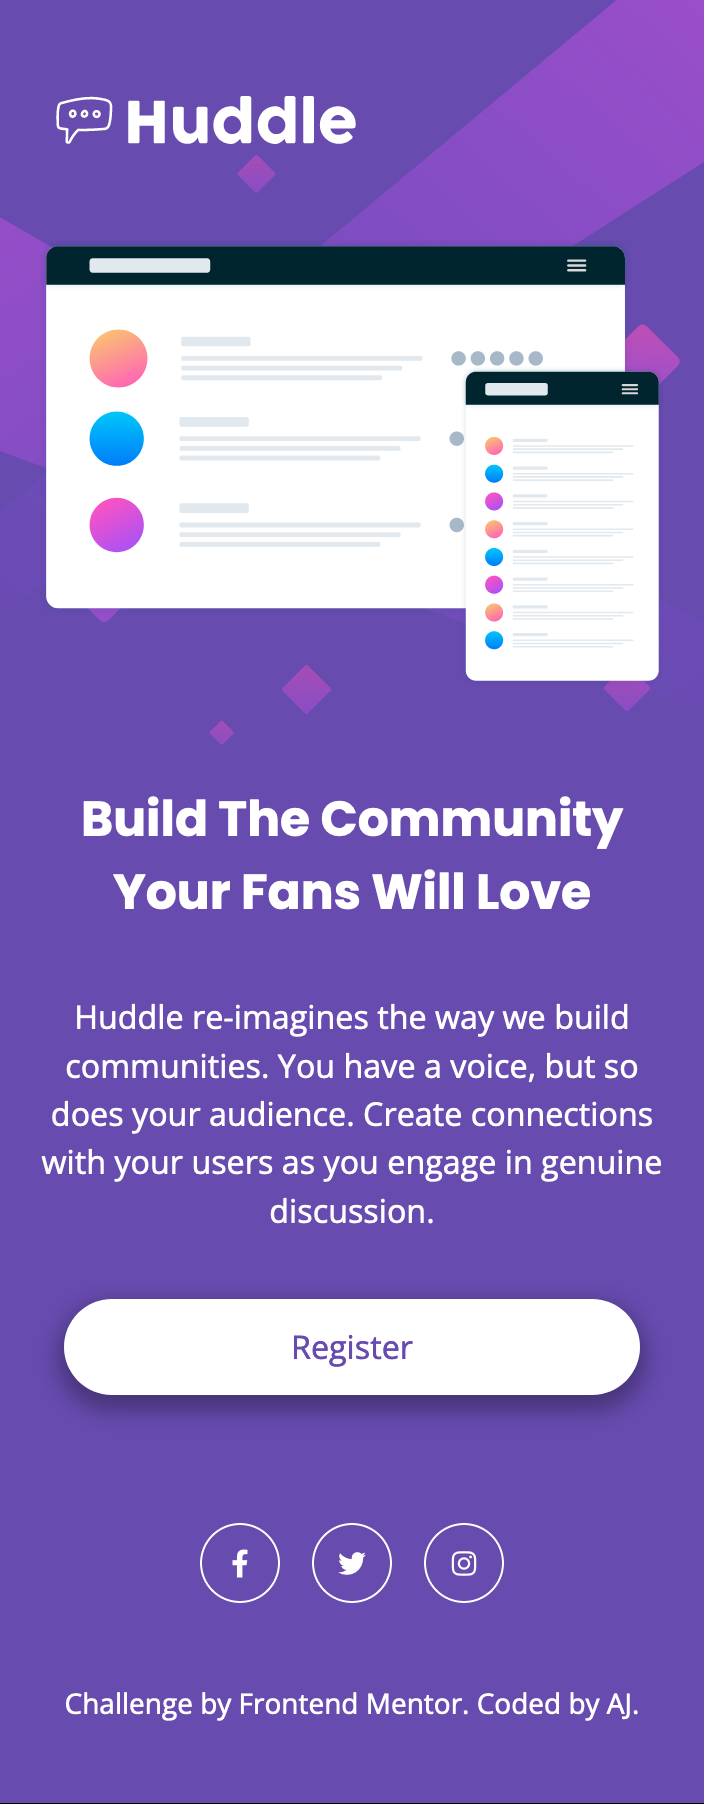 Huddle
Build The Community
Your Fans Will Love
Huddle re-imagines the way we build
communities. You have a voice, but so
does your audience. Create connections
with your users as you engage in genuine
discussion.
Register
Challenge by Frontend Mentor. Coded by AJ.